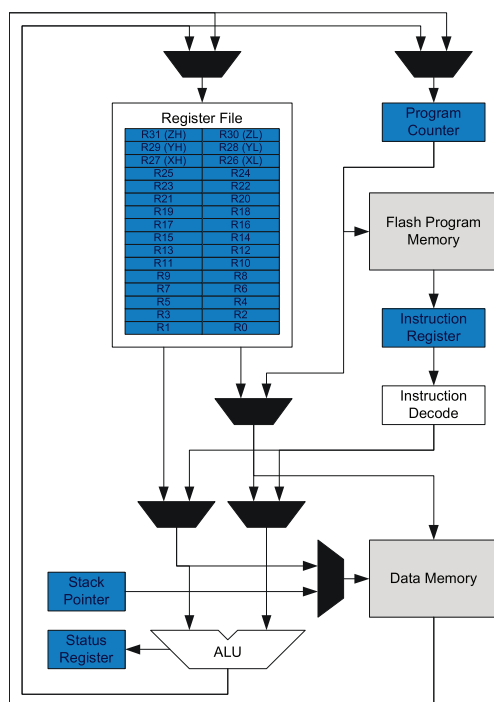 Register File
R31 (ZH) R30 (ZL)
R29 (YH) R28 (YL)
R27 (XH) R26 (XL)
R25 R24
R23 R22
R21 R20
R19 R18
R17 R16
R15 R14
R13 R12
R11 R10
R9 R8
R7 R6
R5 R4
R3 R2
R1 R0
Program
Counter
Flash Program
Memory
Instruction
Register
Instruction
Decode
Data Memory
Stack
Pointer
Status
Register
ALU